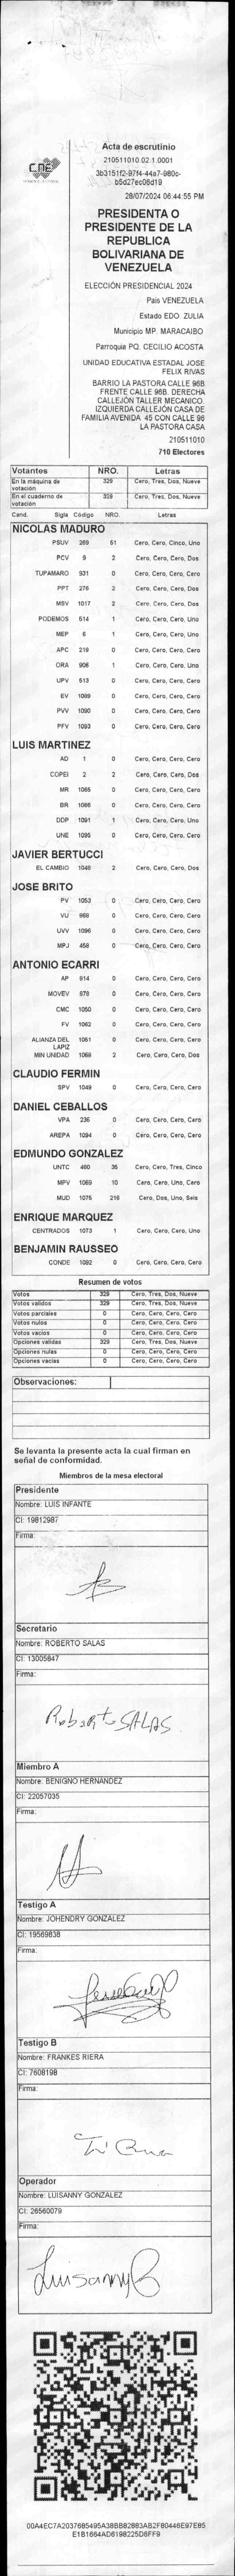 CNE
Acta de escrutinio
210511010.02.1.0001
3b3151f2-97f4-44a7-980c-
b5d27ec06d19
28/07/2024 06:44:55 PM
PRESIDENTA O
PRESIDENTE DE LA
REPUBLICA
BOLIVARIANA DE
VENEZUELA
ELECCIÓN PRESIDENCIAL 2024
País VENEZUELA
Estado EDO. ZULIA
Municipio MP. MARACAIBO
Parroquia PQ. CECILIO ACOSTA
UNIDAD EDUCATIVA ESTADAL JOSE
FELIX RIVAS
BARRIO LA PASTORA CALLE 96B
FRENTE CALLE 96B. DERECHA
CALLEJÓN TALLER MECANICO.
IZQUIERDA CALLEJÓN CASA DE
FAMILIA AVENIDA 45 CON CALLE 96
LA PASTORA CASA
210511010
710 Electores
Votantes NRO. Letras
En la máquina de votación 329 Cero, Tres, Dos, Nueve
En el cuaderno de votación 329 Cero, Tres, Dos, Nueve
Cand. Sigla Código NRO. Letras
NICOLAS MADURO
PSUV 269 51 Cero, Cero, Cinco, Uno
PCV 9 2 Cero, Cero, Cero, Dos
TUPAMARO 931 0 Cero, Cero, Cero, Cero
PPT 276 2 Cero, Cero, Cero, Dos
MSV 1017 2 Cero, Cero, Cero, Dos
PODEMOS 514 1 Cero, Cero, Cero, Uno
MEP 6 1 Cero, Cero, Cero, Uno
APC 219 0 Cero, Cero, Cero, Cero
ORA 906 1 Cero, Cero, Cero, Uno
UPV 513 0 Cero, Cero, Cero, Cero
EV 1089 0 Cero, Cero, Cero, Cero
PVV 1090 0 Cero, Cero, Cero, Cero
PFV 1093 0 Cero, Cero, Cero, Cero
LUIS MARTINEZ
AD 1 0 Cero, Cero, Cero, Cero
COPEI 2 2 Cero, Cero, Cero, Dos
MR 1065 0 Cero, Cero, Cero, Cero
BR 1066 0 Cero, Cero, Cero, Cero
DDP 1091 1 Cero, Cero, Cero, Uno
UNE 1095 0 Cero, Cero, Cero, Cero
JAVIER BERTUCCI
EL CAMBIO 1048 2 Cero, Cero, Cero, Dos
JOSE BRITO
PV 1053 0 Cero, Cero, Cero, Cero
VU 969 0 Cero, Cero, Cero, Cero
UVV 1096 0 Cero, Cero, Cero, Cero
MPJ 458 0 Cero, Cero, Cero, Cero
ANTONIO ECARRI
AP 914 0 Cero, Cero, Cero, Cero
MOVEV 978 0 Cero, Cero, Cero, Cero
CMC 1050 0 Cero, Cero, Cero, Cero
FV 1062 0 Cero, Cero, Cero, Cero
ALIANZA DEL LAPIZ 1051 0 Cero, Cero, Cero, Cero
MIN UNIDAD 1068 2 Cero, Cero, Cero, Dos
CLAUDIO FERMIN
SPV 1049 0 Cero, Cero, Cero, Cero
DANIEL CEBALLOS
VPA 236 0 Cero, Cero, Cero, Cero
AREPA 1094 0 Cero, Cero, Cero, Cero
EDMUNDO GONZALEZ
UNTC 460 35 Cero, Cero, Tres, Cinco
MPV 1069 10 Cero, Cero, Uno, Cero
MUD 1075 216 Cero, Dos, Uno, Seis
ENRIQUE MARQUEZ
CENTRADOS 1073 1 Cero, Cero, Cero, Uno
BENJAMIN RAUSSEO
CONDE 1092 0 Cero, Cero, Cero, Cero
Resumen de votos
Votos 329 Cero, Tres, Dos, Nueve
Votos validos 329 Cero, Tres, Dos, Nueve
Votos parciales 0 Cero, Cero, Cero, Cero
Votos nulos 0 Cero, Cero, Cero, Cero
Votos vacios 0 Cero, Cero, Cero, Cero
Opciones validas 329 Cero, Tres, Dos, Nueve
Opciones nulas 0 Cero, Cero, Cero, Cero
Opciones vacias 0 Cero, Cero, Cero, Cero
Observaciones:
Se levanta la presente acta la cual firman en
señal de conformidad.
Miembros de la mesa electoral
Presidente
Nombre: LUIS INFANTE
CI: 19812987
Firma:
Secretario
Nombre: ROBERTO SALAS
CI: 13005847
Firma:
Roberto SALAS
Miembro A
Nombre: BENIGNO HERNANDEZ
CI: 22057035
Firma:
Testigo A
Nombre: JOHENDRY GONZALEZ
CI: 19569838
Firma:
Testigo B
Nombre: FRANKES RIERA
CI: 7608198
Firma:
Operador
Nombre: LUISANNY GONZALEZ
CI: 26560079
Firma:
Luisanny G
00A4EC7A2037685495A38BB82883AB2F80446E97E85
E1B1664AD6198225D6FF9